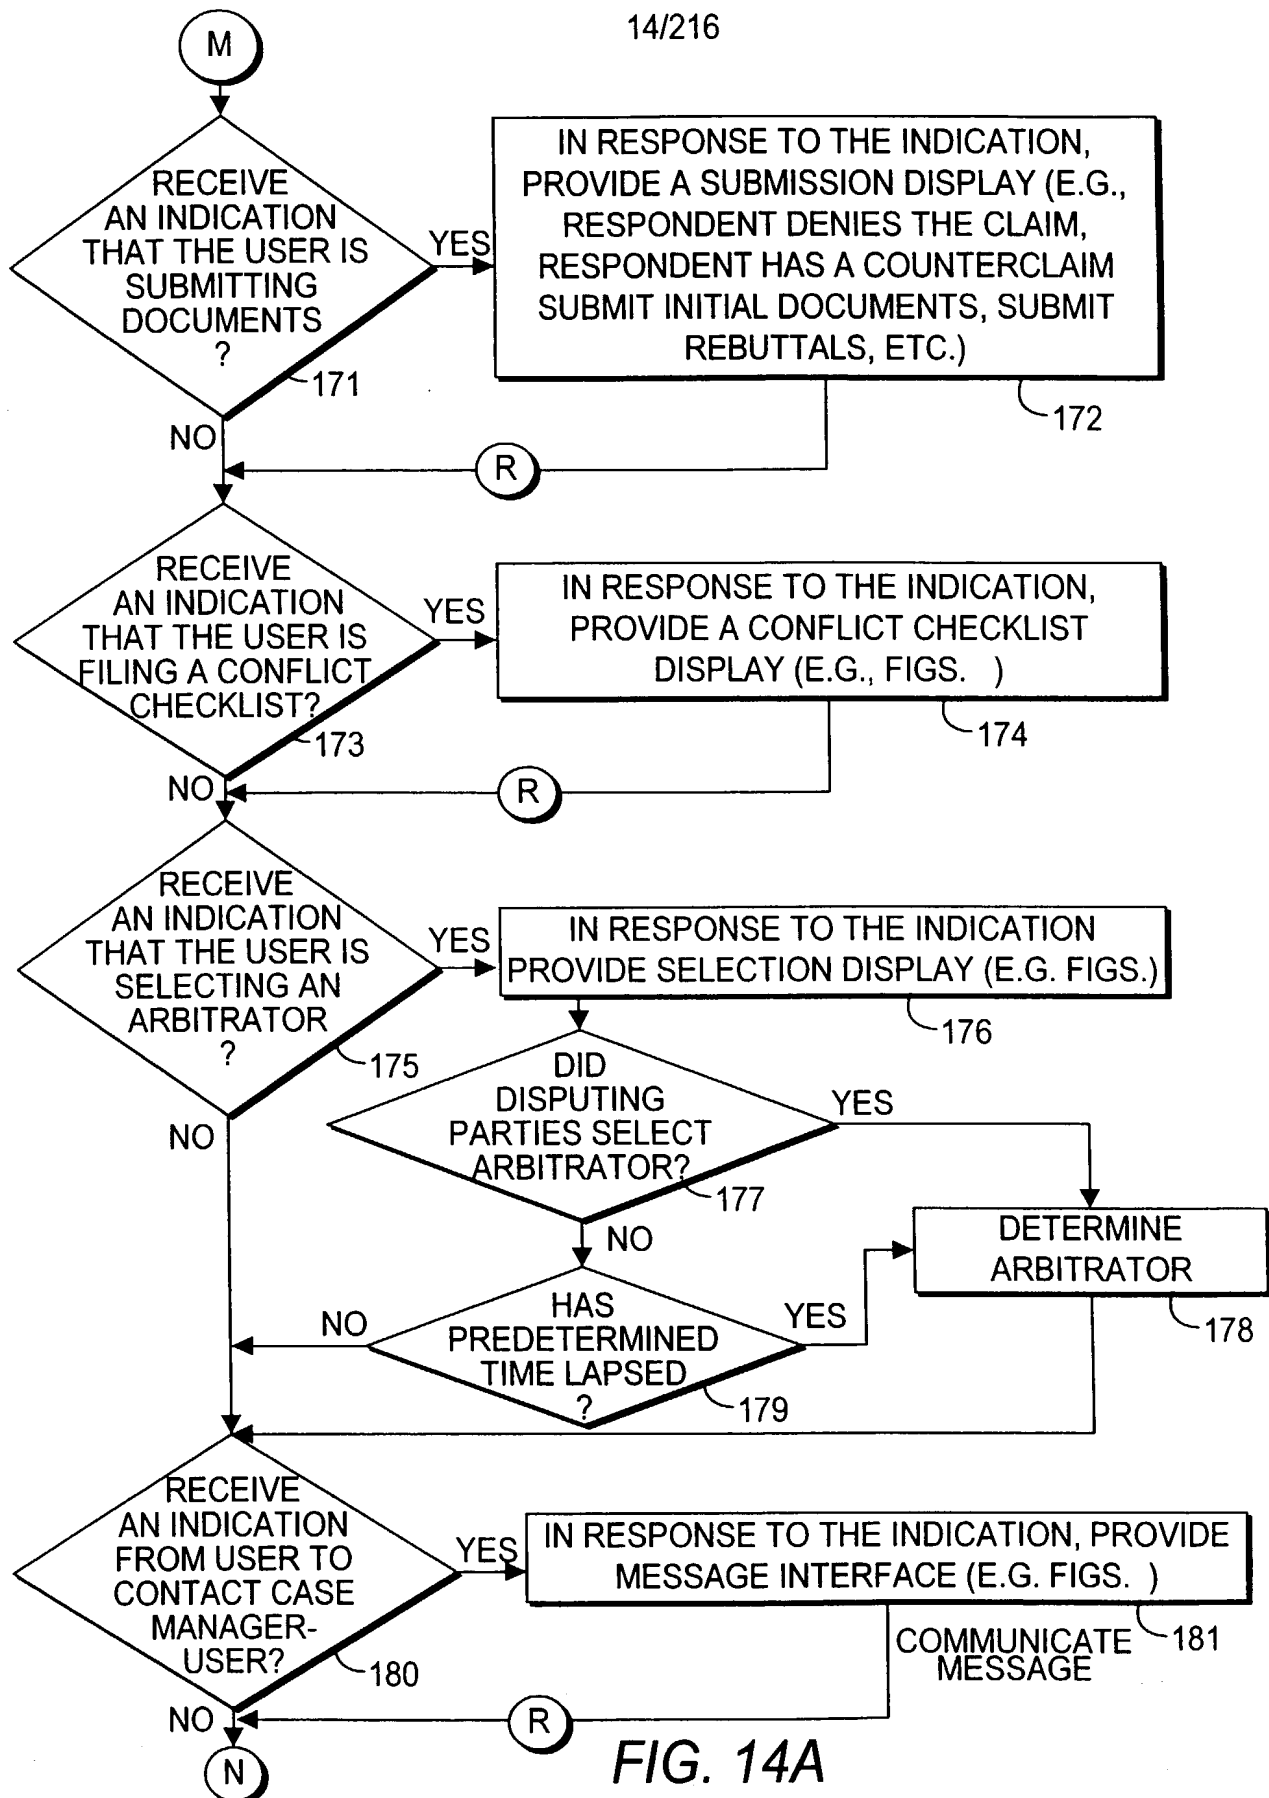 14/216
M
RECEIVE
AN INDICATION
THAT THE USER IS
SUBMITTING
DOCUMENTS
?
171
YES
IN RESPONSE TO THE INDICATION,
PROVIDE A SUBMISSION DISPLAY (E.G.,
RESPONDENT DENIES THE CLAIM,
RESPONDENT HAS A COUNTERCLAIM
SUBMIT INITIAL DOCUMENTS, SUBMIT
REBUTTALS, ETC.)
172
NO
R
RECEIVE
AN INDICATION
THAT THE USER IS
FILING A CONFLICT
CHECKLIST?
173
YES
IN RESPONSE TO THE INDICATION,
PROVIDE A CONFLICT CHECKLIST
DISPLAY (E.G., FIGS. )
174
NO
R
RECEIVE
AN INDICATION
THAT THE USER IS
SELECTING AN
ARBITRATOR
?
175
YES
IN RESPONSE TO THE INDICATION
PROVIDE SELECTION DISPLAY (E.G. FIGS.)
176
NO
DID
DISPUTING
PARTIES SELECT
ARBITRATOR?
177
YES
NO
DETERMINE
ARBITRATOR
178
HAS
PREDETERMINED
TIME LAPSED
?
179
YES
NO
RECEIVE
AN INDICATION
FROM USER TO
CONTACT CASE
MANAGER-
USER?
180
YES
IN RESPONSE TO THE INDICATION, PROVIDE
MESSAGE INTERFACE (E.G. FIGS. )
181
COMMUNICATE
MESSAGE
NO
R
N
FIG. 14A